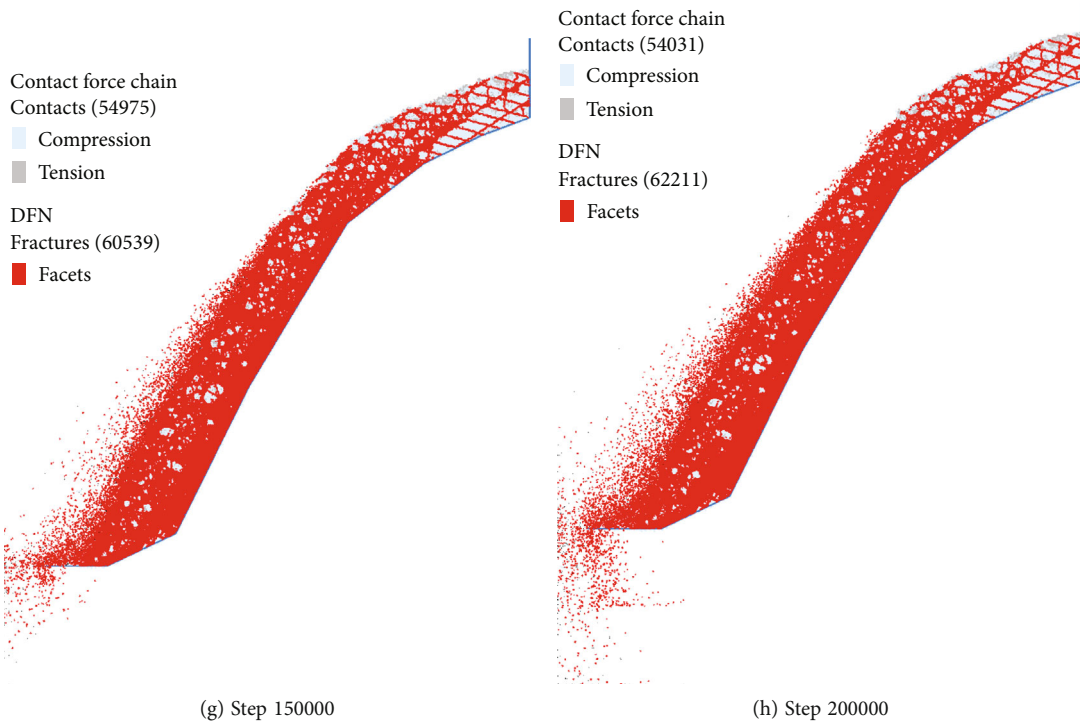 Contact force chain
Contacts (54975)
Compression
Tension
DFN
Fractures (60539)
Facets
(g) Step 150000
Contact force chain
Contacts (54031)
Compression
Tension
DFN
Fractures (62211)
Facets
(h) Step 200000